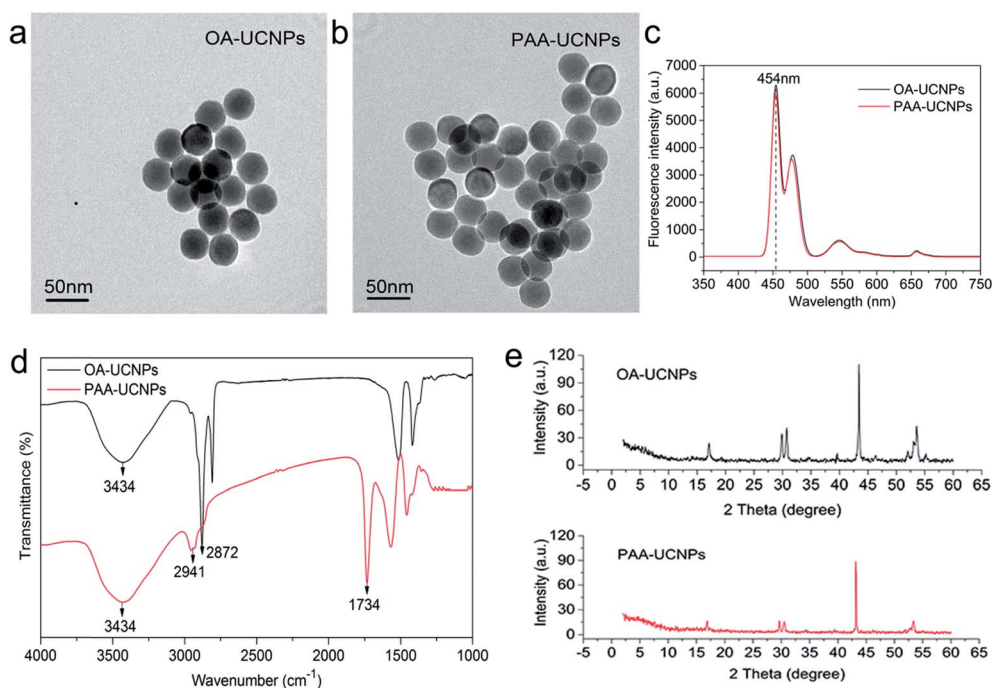 a
OA-UCNPs
50nm
b
PAA-UCNPs
50nm
c
454nm
OA-UCNPs
PAA-UCNPs
Fluorescence intensity (a.u.)
7000
6000
5000
4000
3000
2000
1000
0
350 400 450 500 550 600 650 700 750
Wavelength (nm)
d
OA-UCNPs
PAA-UCNPs
Transmittance (%)
3434
2872
2941
1734
3434
4000 3500 3000 2500 2000 1500 1000
Wavenumber (cm⁻¹)
e
OA-UCNPs
Intensity (a.u.)
120
90
60
30
0
-5 0 5 10 15 20 25 30 35 40 45 50 55 60 65
2 Theta (degree)
PAA-UCNPs
Intensity (a.u.)
120
90
60
30
0
-5 0 5 10 15 20 25 30 35 40 45 50 55 60 65
2 Theta (degree)